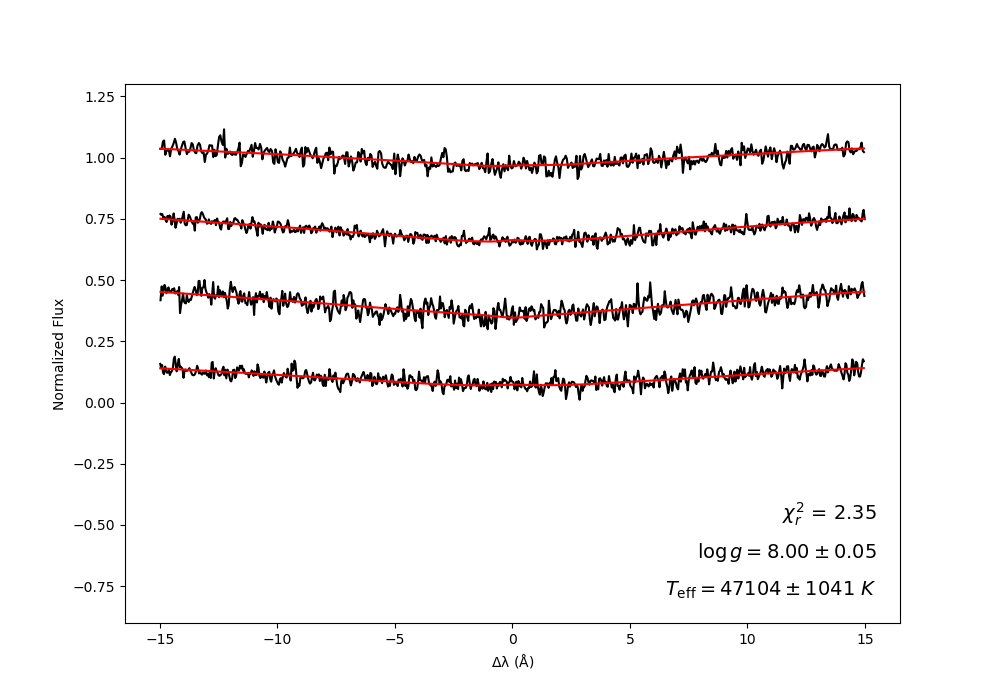 1.25
1.00
0.75
0.50
0.25
0.00
−0.25
−0.50
−0.75
Normalized Flux
χ²ᵣ = 2.35
log g = 8.00 ± 0.05
T_eff = 47104 ± 1041 K
−15 −10 −5 0 5 10 15
Δλ (Å)